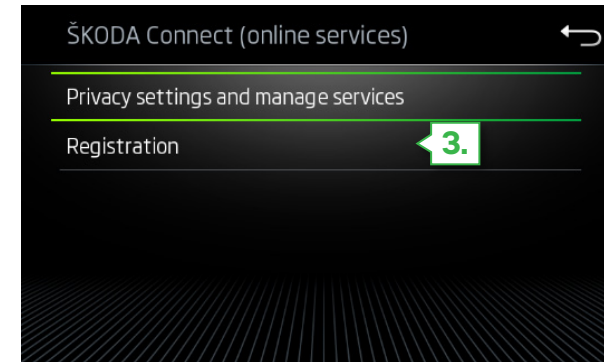 ŠKODA Connect (online services)
Privacy settings and manage services
Registration
3.